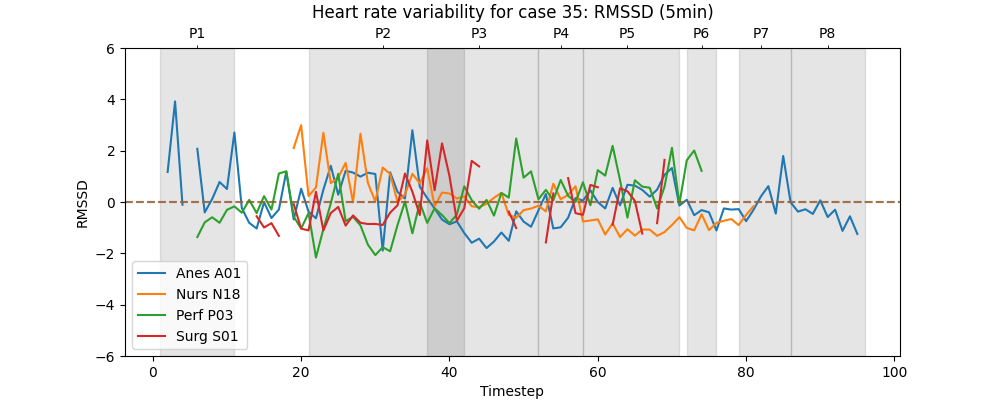 Heart rate variability for case 35: RMSSD (5min)
P1 P2 P3 P4 P5 P6 P7 P8
6
4
2
0
−2
−4
−6
RMSSD
Anes A01
Nurs N18
Perf P03
Surg S01
0 20 40 60 80 100
Timestep